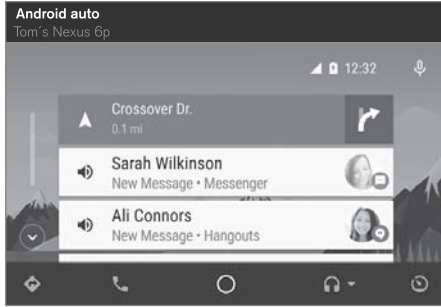 Android auto
Tom´s Nexus 6p
12:32
Crossover Dr.
0.1 mi
Sarah Wilkinson
New Message • Messenger
Ali Connors
New Message • Hangouts